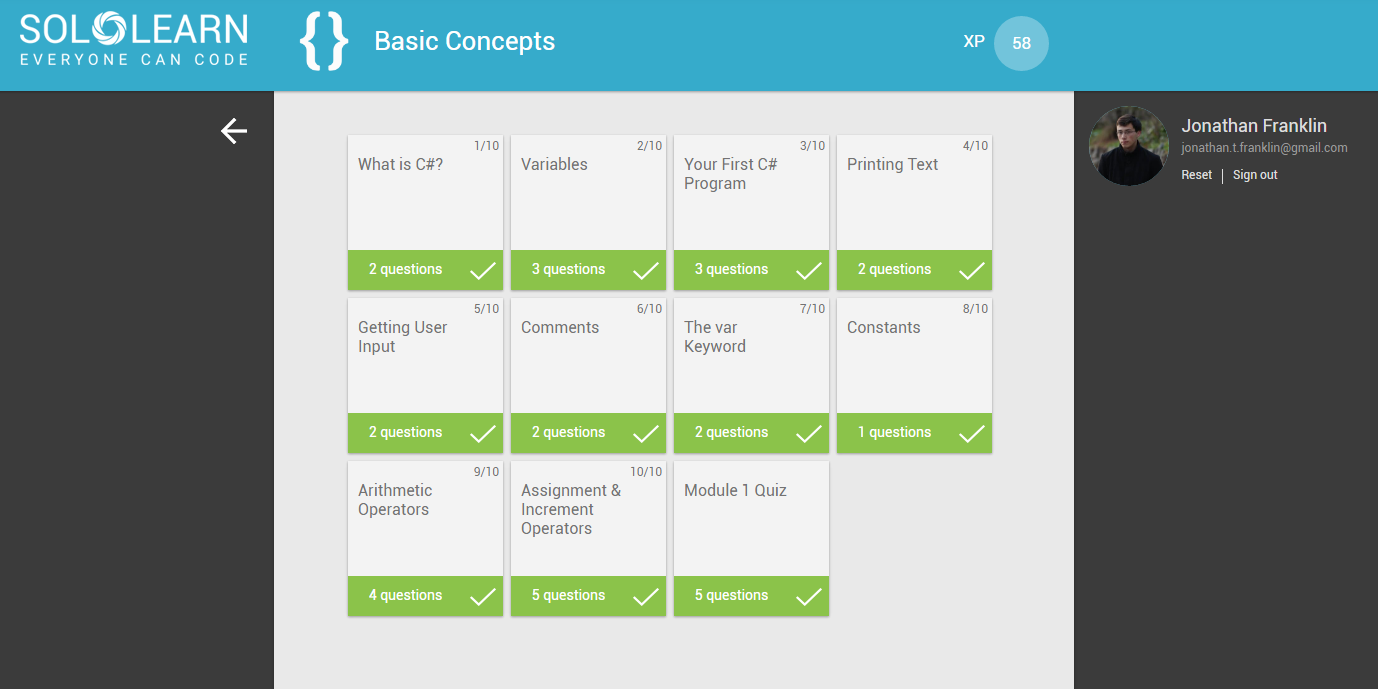 SOLOLEARN
EVERYONE CAN CODE
{ } Basic Concepts
XP 58
Jonathan Franklin
jonathan.t.franklin@gmail.com
Reset | Sign out
1/10
What is C#?
2 questions
2/10
Variables
3 questions
3/10
Your First C#
Program
3 questions
4/10
Printing Text
2 questions
5/10
Getting User
Input
2 questions
6/10
Comments
2 questions
7/10
The var
Keyword
2 questions
8/10
Constants
1 questions
9/10
Arithmetic
Operators
4 questions
10/10
Assignment &
Increment
Operators
5 questions
Module 1 Quiz
5 questions